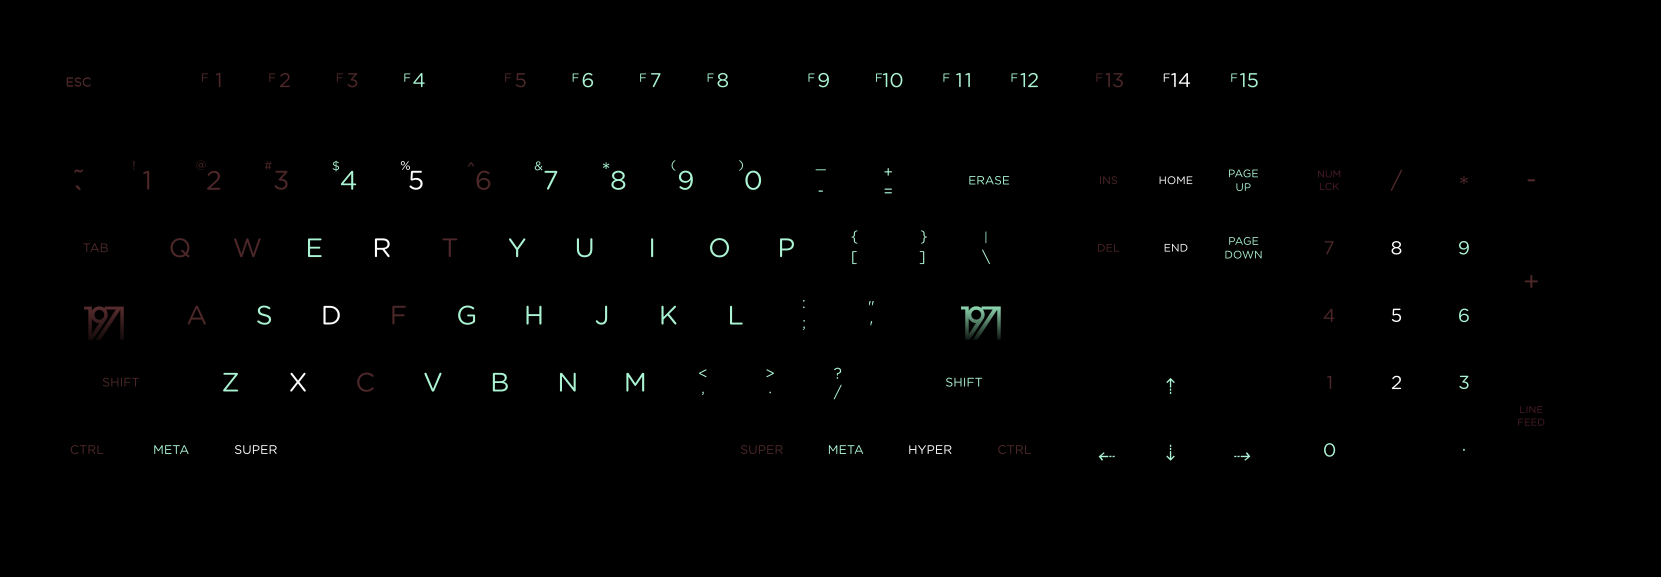 ESC F1 F2 F3 F4 F5 F6 F7 F8 F9 F10 F11 F12 F13 F14 F15
~ ! @ # $ % ^ & * ( ) — +
` 1 2 3 4 5 6 7 8 9 0 - = ERASE INS HOME PAGE UP NUM LCK / * -
TAB Q W E R T Y U I O P { } |
[ ] \ DEL END PAGE DOWN 7 8 9
+
1971 A S D F G H J K L : "
; ' 1971 4 5 6
SHIFT Z X C V B N M < > ?
, . / SHIFT ↑ 1 2 3
LINE FEED
CTRL META SUPER SUPER META HYPER CTRL ← ↓ → 0 .